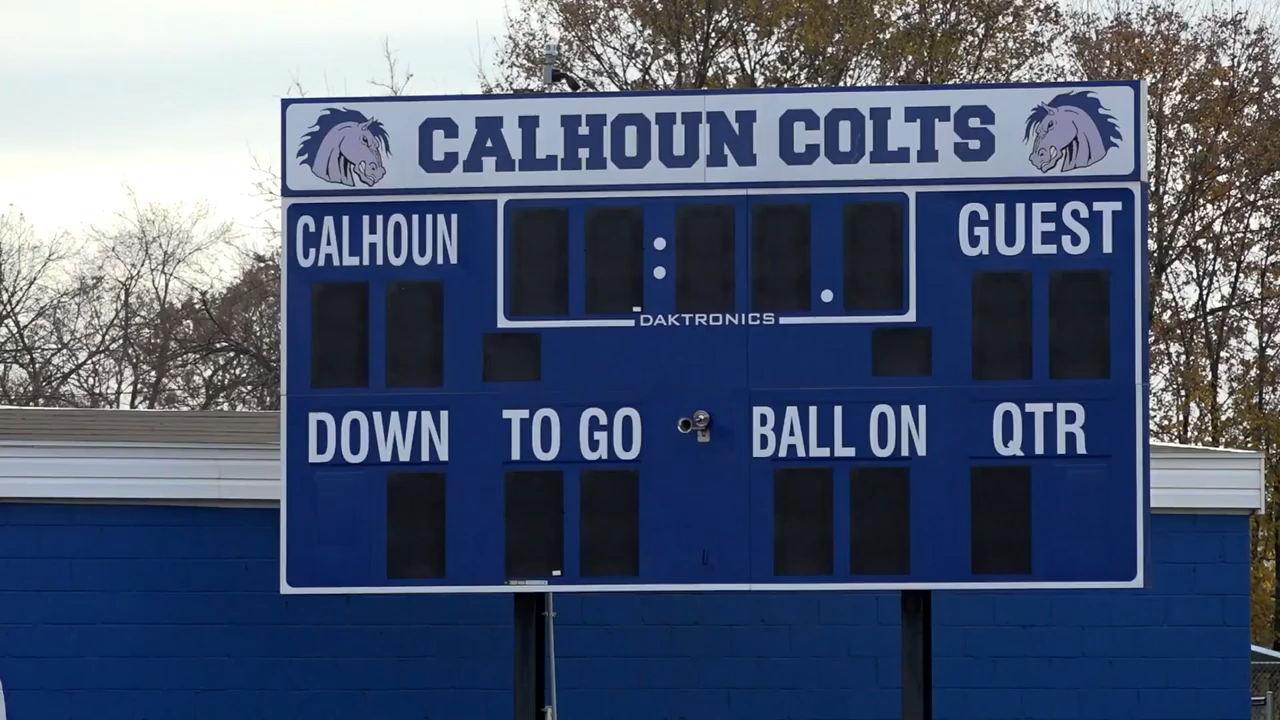 CALHOUN COLTS
CALHOUN
GUEST
DAKTRONICS
DOWN
TO GO
BALL ON
QTR